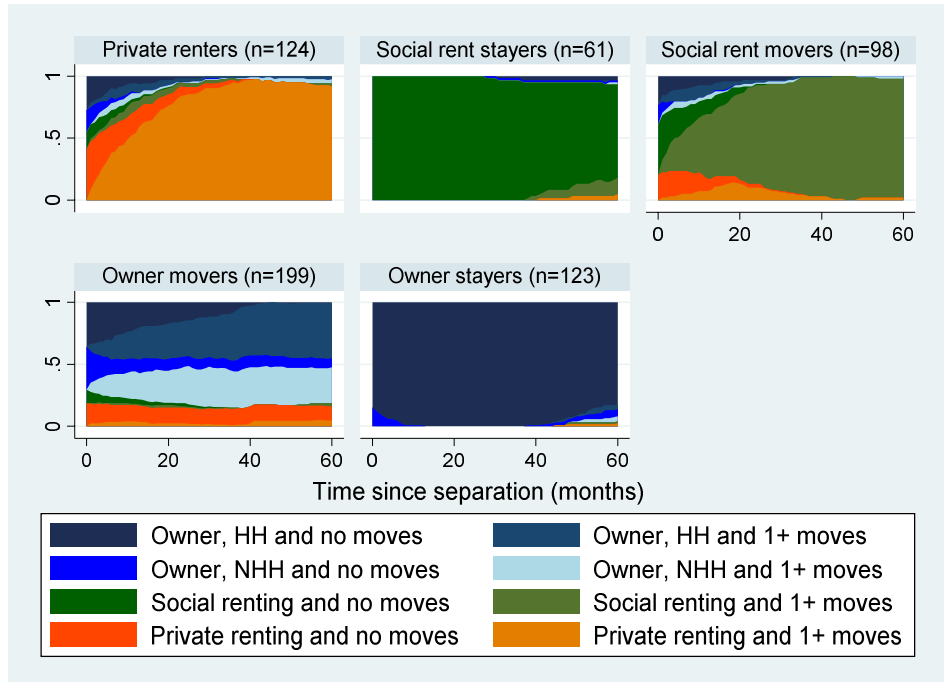 Private renters (n=124)
Social rent stayers (n=61)
Social rent movers (n=98)
1
.5
0
0 20 40 60
Owner movers (n=199)
Owner stayers (n=123)
1
.5
0
0 20 40 60
0 20 40 60
Time since separation (months)
Owner, HH and no moves
Owner, HH and 1+ moves
Owner, NHH and no moves
Owner, NHH and 1+ moves
Social renting and no moves
Social renting and 1+ moves
Private renting and no moves
Private renting and 1+ moves